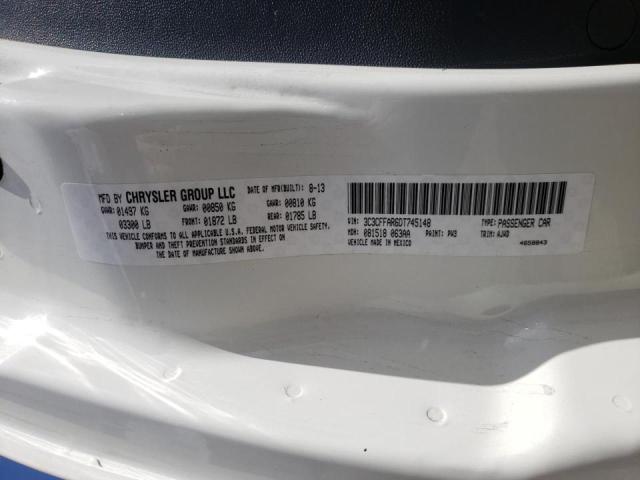 MFD BY CHRYSLER GROUP LLC DATE OF MFR(BUILT): 8-13
GVWR: 01497 KG GAWR: 00850 KG GAWR: 00810 KG
03300 LB FRONT: 01872 LB REAR: 01785 LB
THIS VEHICLE CONFORMS TO ALL APPLICABLE U.S.A. FEDERAL MOTOR VEHICLE SAFETY,
BUMPER AND THEFT PREVENTION STANDARDS IN EFFECT ON
THE DATE OF MANUFACTURE SHOWN ABOVE.
VIN: 3C3CFFAR6DT745148 TYPE: PASSENGER CAR
MDH: 081518 063AA PAINT: PW3 TRIM:
VEHICLE MADE IN MEXICO 4658843